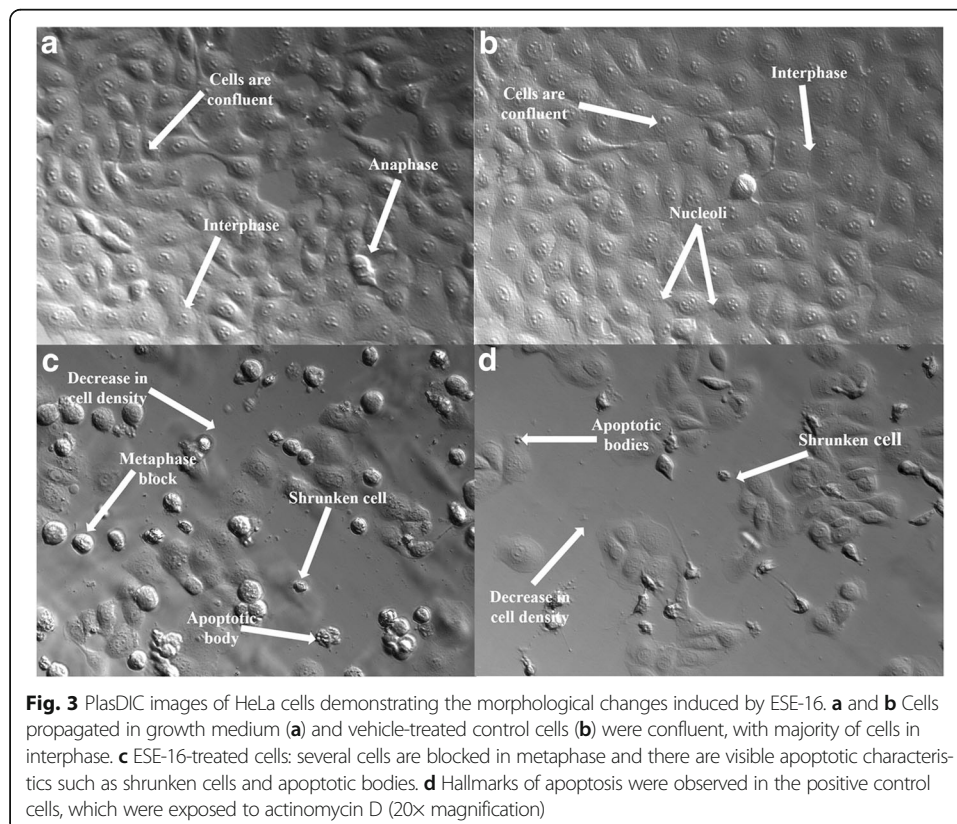 a
Cells are
confluent
Anaphase
Interphase
b
Interphase
Cells are
confluent
Nucleoli
c
Decrease in
cell density
Metaphase
block
Shrunken cell
Apoptotic
body
d
Apoptotic
bodies
Shrunken cell
Decrease in
cell density
Fig. 3 PlasDIC images of HeLa cells demonstrating the morphological changes induced by ESE-16. a and b Cells
propagated in growth medium (a) and vehicle-treated control cells (b) were confluent, with majority of cells in
interphase. c ESE-16-treated cells: several cells are blocked in metaphase and there are visible apoptotic characteris-
tics such as shrunken cells and apoptotic bodies. d Hallmarks of apoptosis were observed in the positive control
cells, which were exposed to actinomycin D (20× magnification)